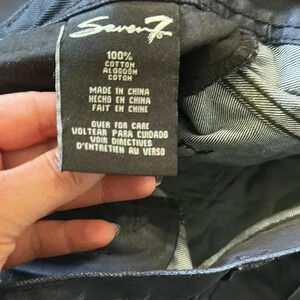 Seven7
100%
COTTON
ALGODÓN
COTON
MADE IN CHINA
HECHO EN CHINA
FAIT EN CHINE
OVER FOR CARE
VOLTEAR PARA CUIDADO
VOIR DIRECTIVES
D'ENTRETIEN AU VERSO